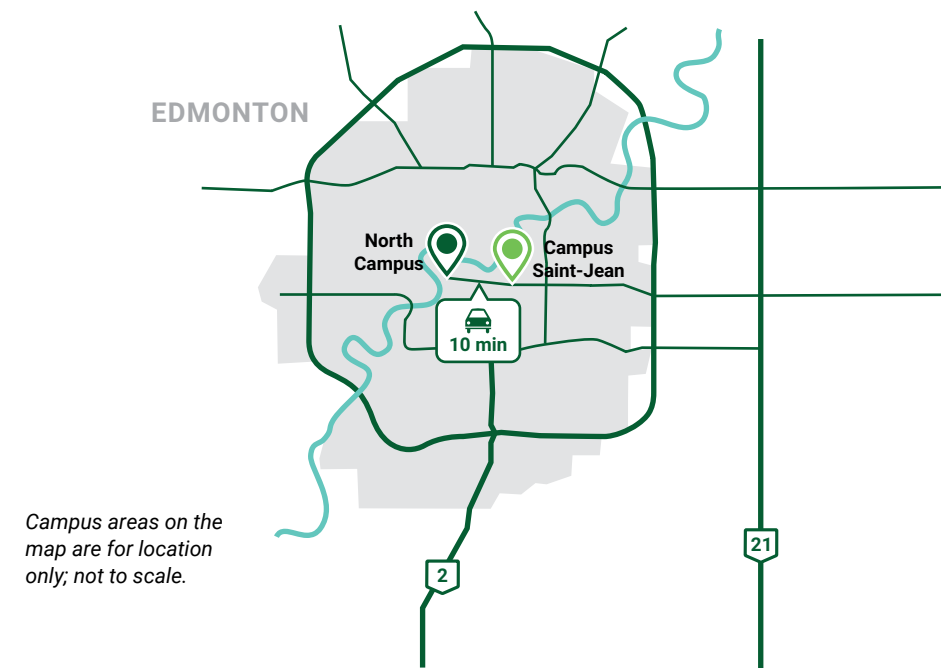 EDMONTON
North
Campus
Campus
Saint-Jean
10 min
Campus areas on the
map are for location
only; not to scale.
2
21